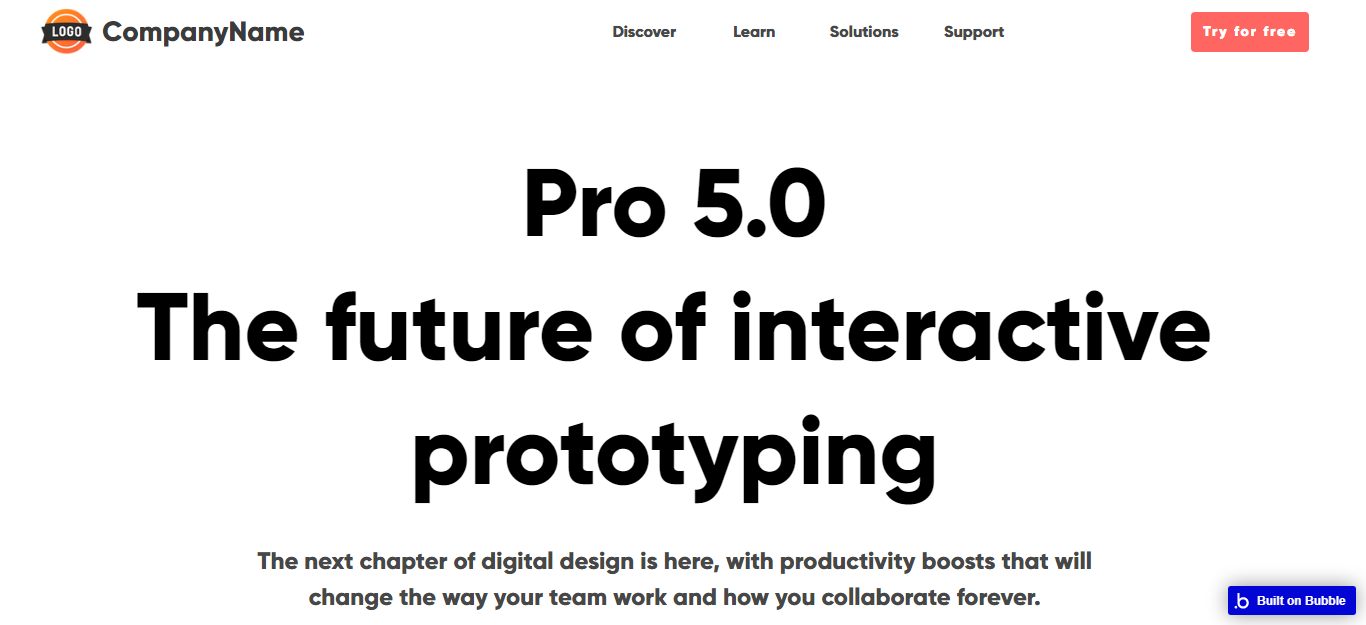 LOGO CompanyName Discover Learn Solutions Support Try for free
Pro 5.0
The future of interactive
prototyping
The next chapter of digital design is here, with productivity boosts that will
change the way your team work and how you collaborate forever.
.b Built on Bubble